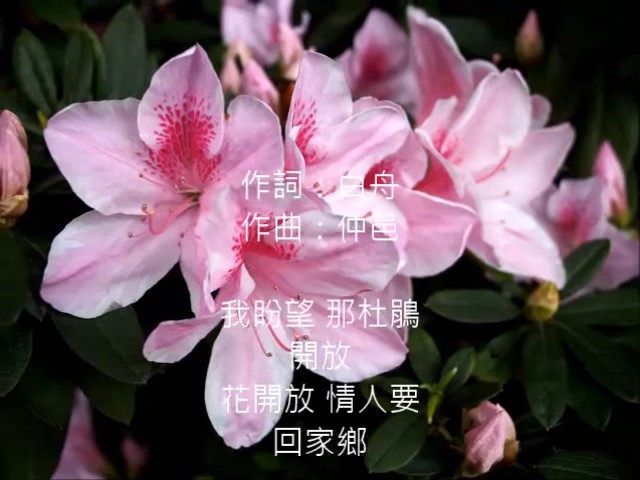 作詞：白舟
作曲：仲邑
我盼望 那杜鵑
開放
花開放 情人要
回家鄉